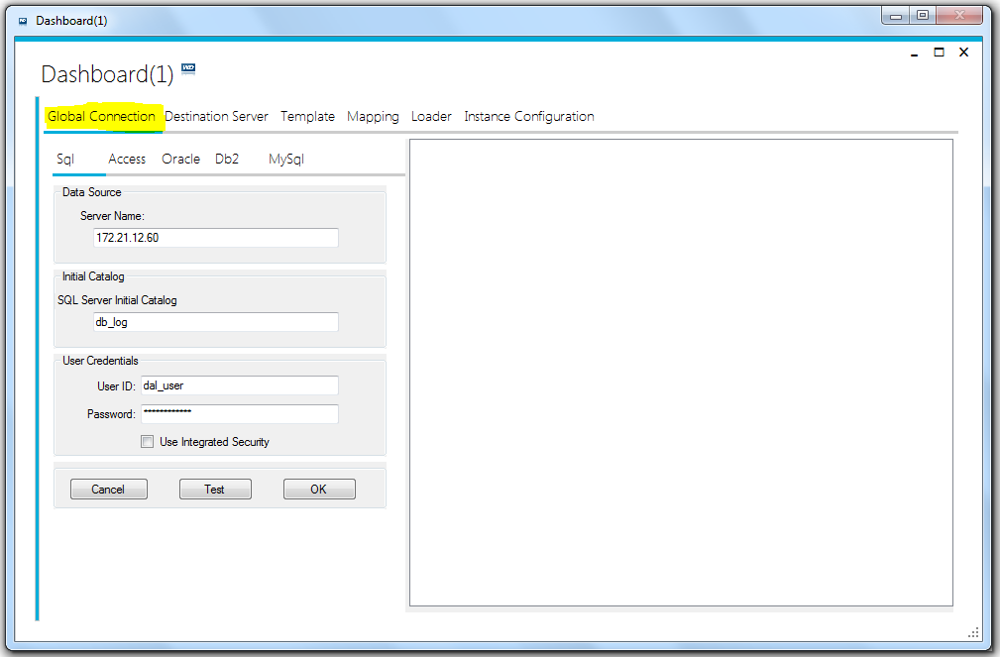 Dashboard(1)
Dashboard(1) WD
Global Connection Destination Server Template Mapping Loader Instance Configuration
Sql Access Oracle Db2 MySql
Data Source
Server Name:
172.21.12.60
Initial Catalog
SQL Server Initial Catalog
db_log
User Credentials
User ID: dal_user
Password: ************
Use Integrated Security
Cancel Test OK